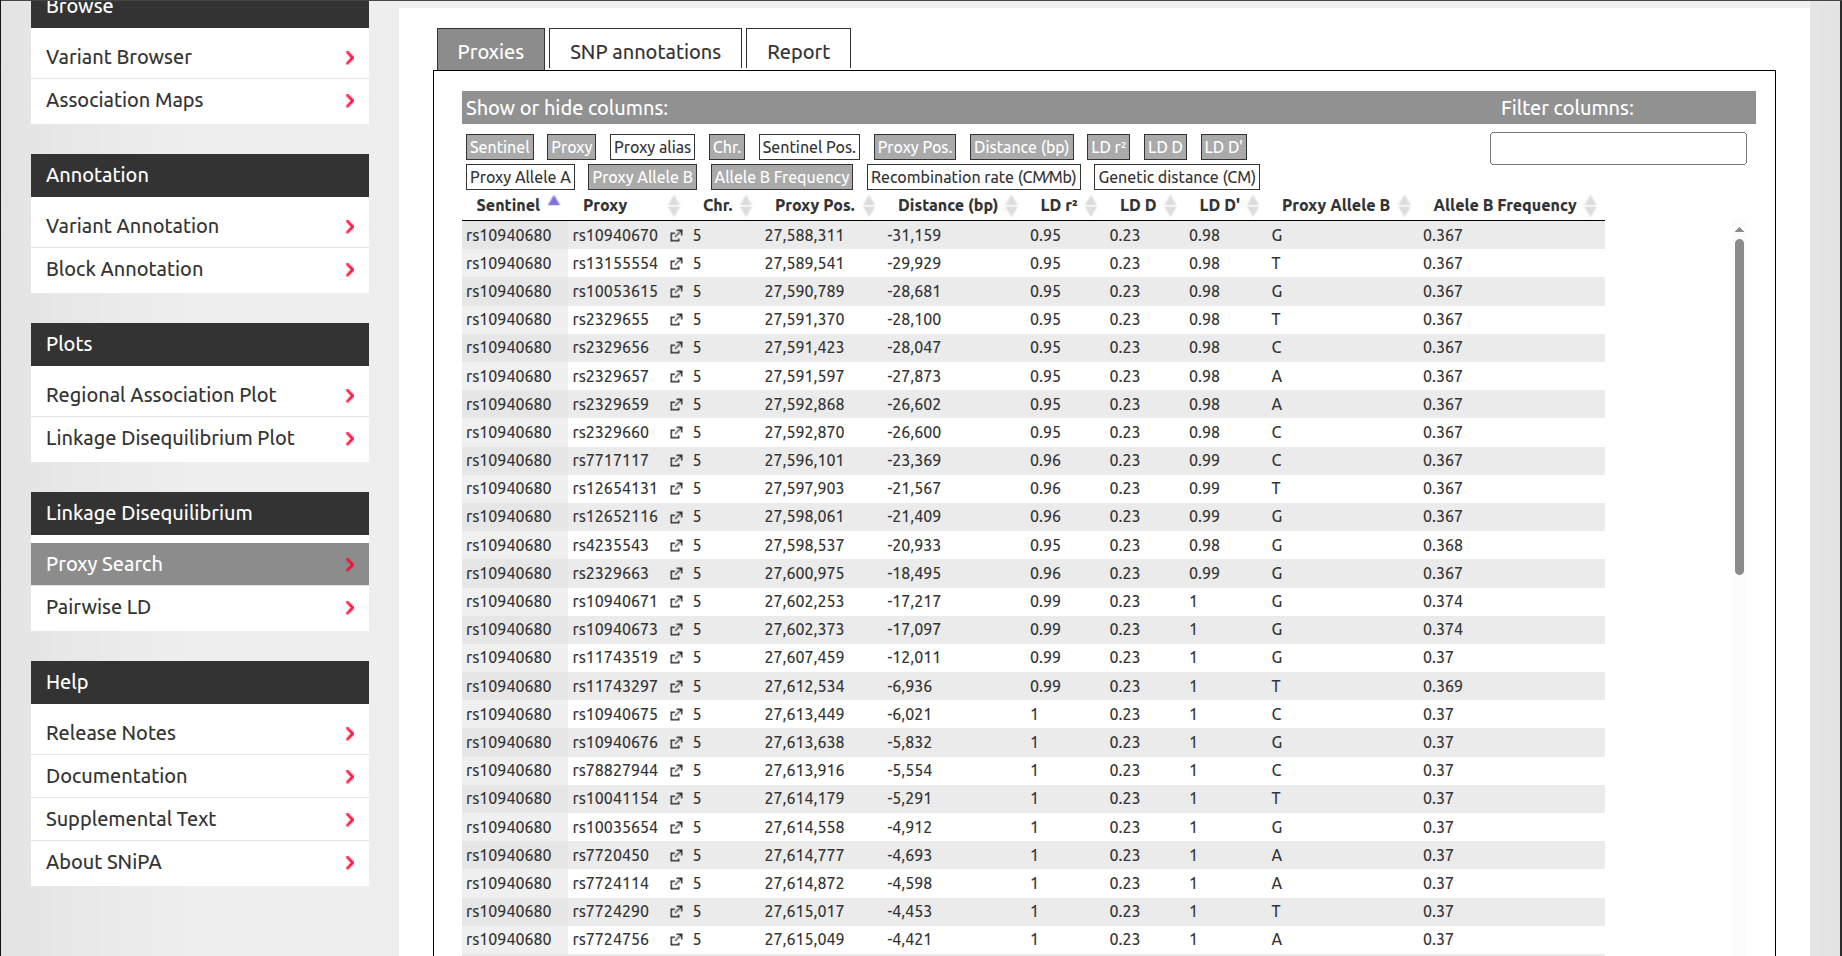 Browse
Variant Browser
Association Maps
Annotation
Variant Annotation
Block Annotation
Plots
Regional Association Plot
Linkage Disequilibrium Plot
Linkage Disequilibrium
Proxy Search
Pairwise LD
Help
Release Notes
Documentation
Supplemental Text
About SNiPA
Proxies SNP annotations Report
Show or hide columns: Filter columns:
Sentinel Proxy Proxy alias Chr. Sentinel Pos. Proxy Pos. Distance (bp) LD r² LD D LD D'
Proxy Allele A Proxy Allele B Allele B Frequency Recombination rate (CM/Mb) Genetic distance (CM)
Sentinel Proxy Chr. Proxy Pos. Distance (bp) LD r² LD D LD D' Proxy Allele B Allele B Frequency
rs10940680 rs10940670 5 27,588,311 -31,159 0.95 0.23 0.98 G 0.367
rs10940680 rs13155554 5 27,589,541 -29,929 0.95 0.23 0.98 T 0.367
rs10940680 rs10053615 5 27,590,789 -28,681 0.95 0.23 0.98 G 0.367
rs10940680 rs2329655 5 27,591,370 -28,100 0.95 0.23 0.98 T 0.367
rs10940680 rs2329656 5 27,591,423 -28,047 0.95 0.23 0.98 C 0.367
rs10940680 rs2329657 5 27,591,597 -27,873 0.95 0.23 0.98 A 0.367
rs10940680 rs2329659 5 27,592,868 -26,602 0.95 0.23 0.98 A 0.367
rs10940680 rs2329660 5 27,592,870 -26,600 0.95 0.23 0.98 C 0.367
rs10940680 rs7717117 5 27,596,101 -23,369 0.96 0.23 0.99 C 0.367
rs10940680 rs12654131 5 27,597,903 -21,567 0.96 0.23 0.99 T 0.367
rs10940680 rs12652116 5 27,598,061 -21,409 0.96 0.23 0.99 G 0.367
rs10940680 rs4235543 5 27,598,537 -20,933 0.95 0.23 0.98 G 0.368
rs10940680 rs2329663 5 27,600,975 -18,495 0.96 0.23 0.99 G 0.367
rs10940680 rs10940671 5 27,602,253 -17,217 0.99 0.23 1 G 0.374
rs10940680 rs10940673 5 27,602,373 -17,097 0.99 0.23 1 G 0.374
rs10940680 rs11743519 5 27,607,459 -12,011 0.99 0.23 1 G 0.37
rs10940680 rs11743297 5 27,612,534 -6,936 0.99 0.23 1 T 0.369
rs10940680 rs10940675 5 27,613,449 -6,021 1 0.23 1 C 0.37
rs10940680 rs10940676 5 27,613,638 -5,832 1 0.23 1 G 0.37
rs10940680 rs78827944 5 27,613,916 -5,554 1 0.23 1 C 0.37
rs10940680 rs10041154 5 27,614,179 -5,291 1 0.23 1 T 0.37
rs10940680 rs10035654 5 27,614,558 -4,912 1 0.23 1 G 0.37
rs10940680 rs7720450 5 27,614,777 -4,693 1 0.23 1 A 0.37
rs10940680 rs7724114 5 27,614,872 -4,598 1 0.23 1 A 0.37
rs10940680 rs7724290 5 27,615,017 -4,453 1 0.23 1 T 0.37
rs10940680 rs7724756 5 27,615,049 -4,421 1 0.23 1 A 0.37